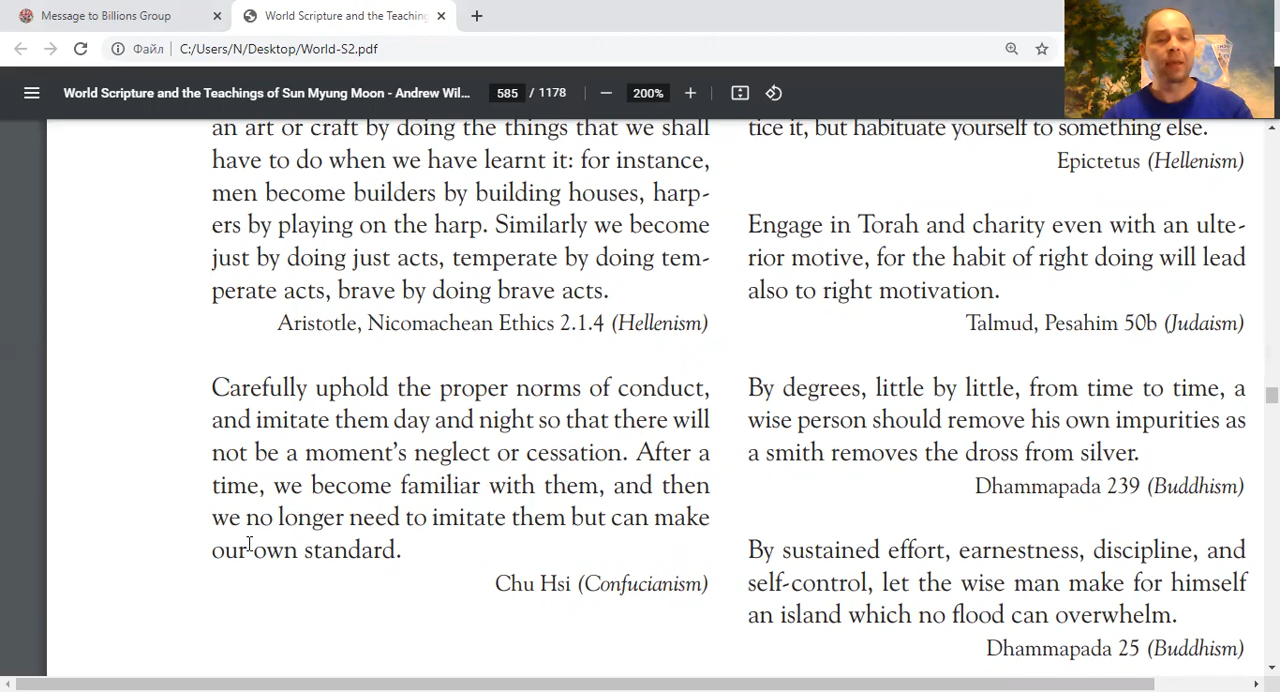 Message to Billions Group
World Scripture and the Teaching
Файл
C:/Users/N/Desktop/World-S2.pdf
World Scripture and the Teachings of Sun Myung Moon - Andrew Wil...
585 / 1178
200%
an art or craft by doing the things that we shall
have to do when we have learnt it: for instance,
men become builders by building houses, harp-
ers by playing on the harp. Similarly we become
just by doing just acts, temperate by doing tem-
perate acts, brave by doing brave acts.
Aristotle, Nicomachean Ethics 2.1.4 (Hellenism)
Carefully uphold the proper norms of conduct,
and imitate them day and night so that there will
not be a moment’s neglect or cessation. After a
time, we become familiar with them, and then
we no longer need to imitate them but can make
our own standard.
Chu Hsi (Confucianism)
tice it, but habituate yourself to something else.
Epictetus (Hellenism)
Engage in Torah and charity even with an ulte-
rior motive, for the habit of right doing will lead
also to right motivation.
Talmud, Pesahim 50b (Judaism)
By degrees, little by little, from time to time, a
wise person should remove his own impurities as
a smith removes the dross from silver.
Dhammapada 239 (Buddhism)
By sustained effort, earnestness, discipline, and
self-control, let the wise man make for himself
an island which no flood can overwhelm.
Dhammapada 25 (Buddhism)